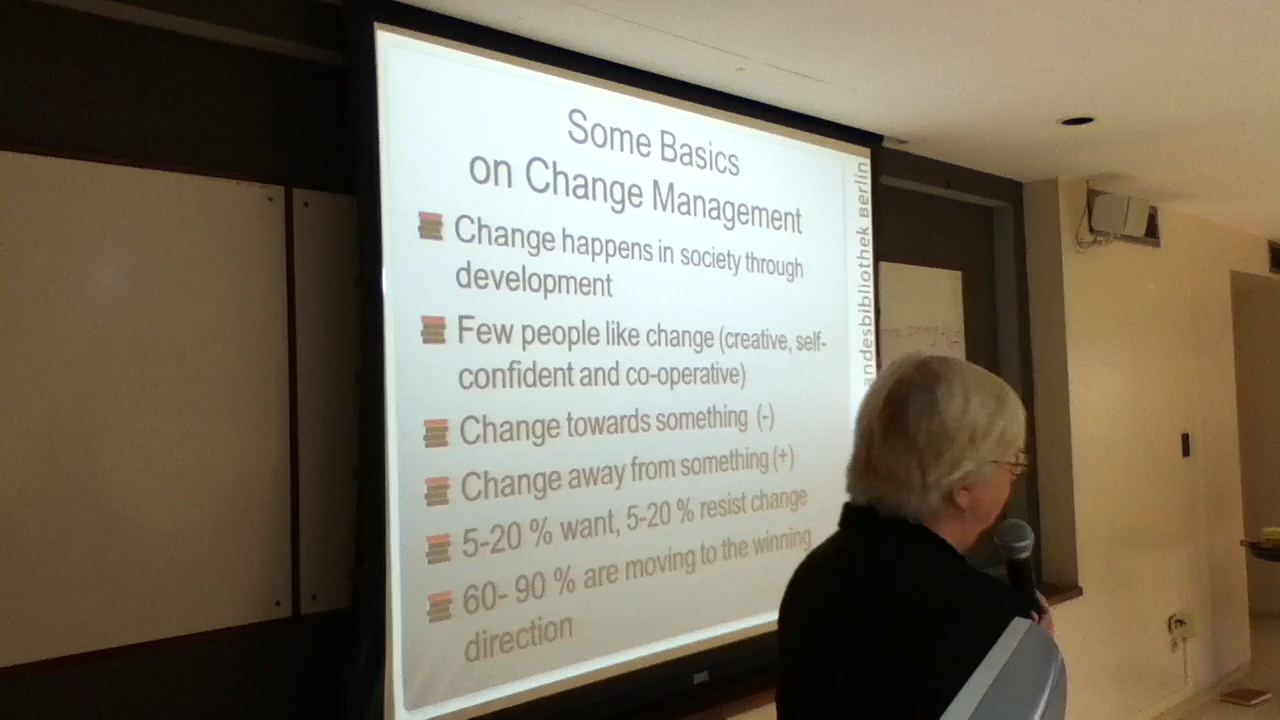 Some Basics
on Change Management
Change happens in society through
development
Few people like change (creative, self-
confident and co-operative)
Change towards something (-)
Change away from something (+)
5-20 % want, 5-20 % resist change
60- 90 % are moving to the winning
direction
andesbibliothek Berlin